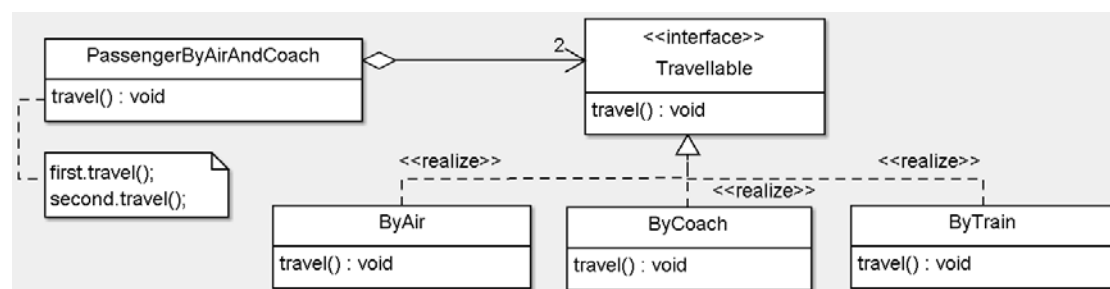 PassengerByAirAndCoach
travel() : void
2
<<interface>>
Travellable
travel() : void
first.travel();
second.travel();
<<realize>>
<<realize>>
<<realize>>
ByAir
travel() : void
ByCoach
travel() : void
ByTrain
travel() : void